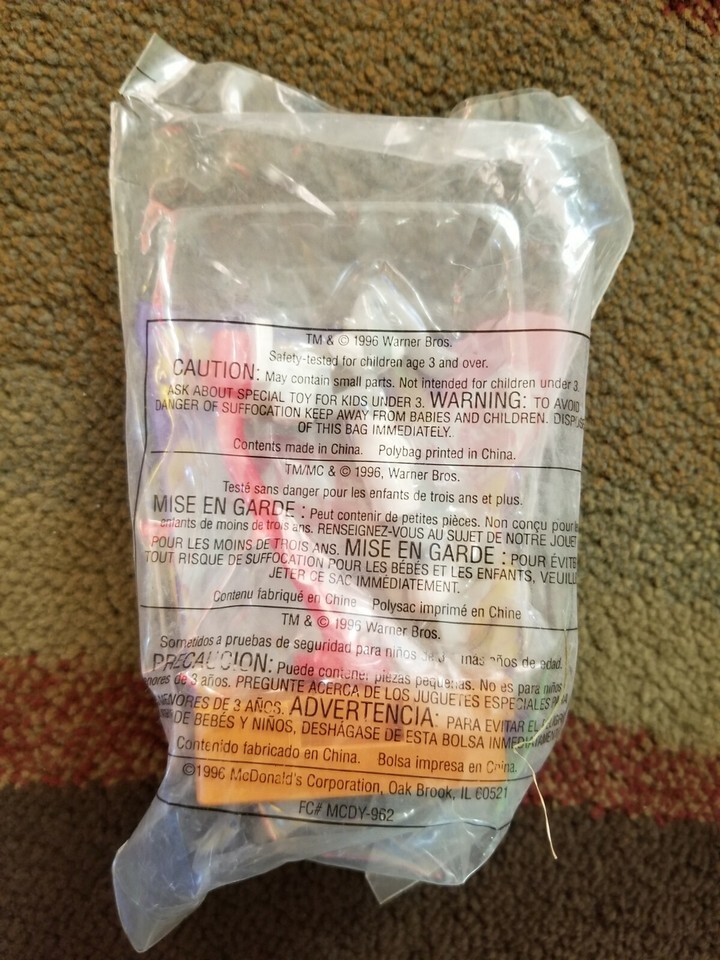 TM & © 1996 Warner Bros.
Safety-tested for children age 3 and over.
CAUTION: May contain small parts. Not intended for children under 3.
ASK ABOUT SPECIAL TOY FOR KIDS UNDER 3. WARNING: TO AVOID
DANGER OF SUFFOCATION KEEP AWAY FROM BABIES AND CHILDREN.
OF THIS BAG IMMEDIATELY.
Contents made in China. Polybag printed in China.
TM/MC & © 1996, Warner Bros.
Testé sans danger pour les enfants de trois ans et plus.
MISE EN GARDE : Peut contenir de petites pièces. Non conçu pour les
enfants de moins de trois ans. RENSEIGNEZ-VOUS AU SUJET DE NOTRE JOUET
POUR LES MOINS DE TROIS ANS. MISE EN GARDE : POUR ÉVITE
TOUT RISQUE DE SUFFOCATION POUR LES BÉBÉS ET LES ENFANTS, VEUILL
JETER CE SAC IMMÉDIATEMENT.
Contenu fabriqué en Chine Polysac imprimé en Chine
TM & © 1996 Warner Bros.
Sometidos a pruebas de seguridad para niños de 3 más años de edad.
PRECAUCION: Puede contener piezas pequeñas. No es para niños
menores de 3 años. PREGUNTE ACERCA DE LOS JUGUETES ESPECIALES PARA
MENORES DE 3 AÑOS. ADVERTENCIA: PARA EVITAR EL
DE BEBÉS Y NIÑOS, DESHÁGASE DE ESTA BOLSA INMEDIATAMENTE
Contenido fabricado en China. Bolsa impresa en China.
©1996 McDonald's Corporation, Oak Brook, IL 60521
FC# MCDY-962